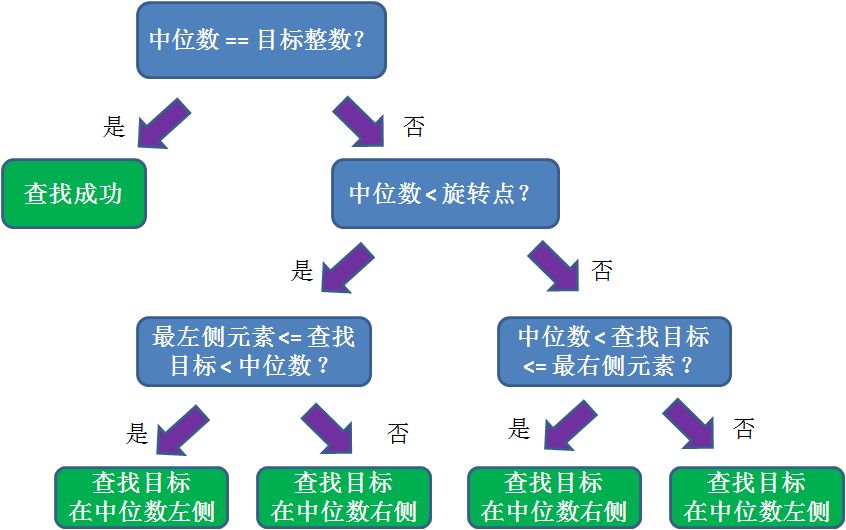 中位数 == 目标整数？
是
否
查找成功
中位数 < 旋转点？
是
否
最左侧元素<= 查找
目标 < 中位数？
中位数 < 查找目标
<= 最右侧元素？
是
否
是
否
查找目标
在中位数左侧
查找目标
在中位数右侧
查找目标
在中位数右侧
查找目标
在中位数左侧